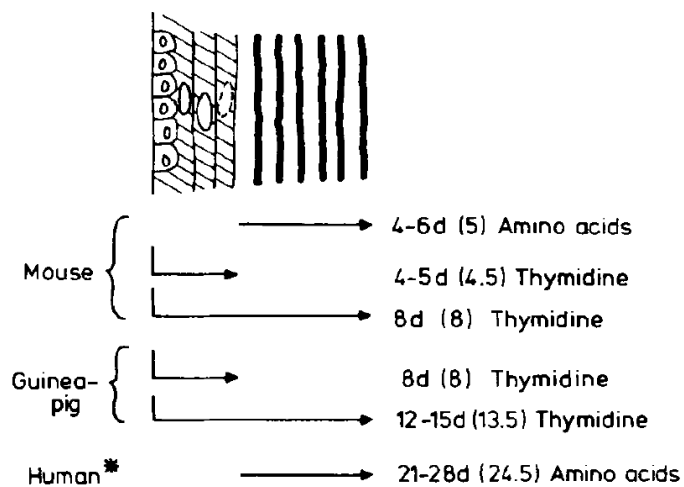 4-6d (5) Amino acids
Mouse
4-5d (4.5) Thymidine
8d (8) Thymidine
Guinea-
pig
8d (8) Thymidine
12-15d (13.5) Thymidine
Human* 21-28d (24.5) Amino acids